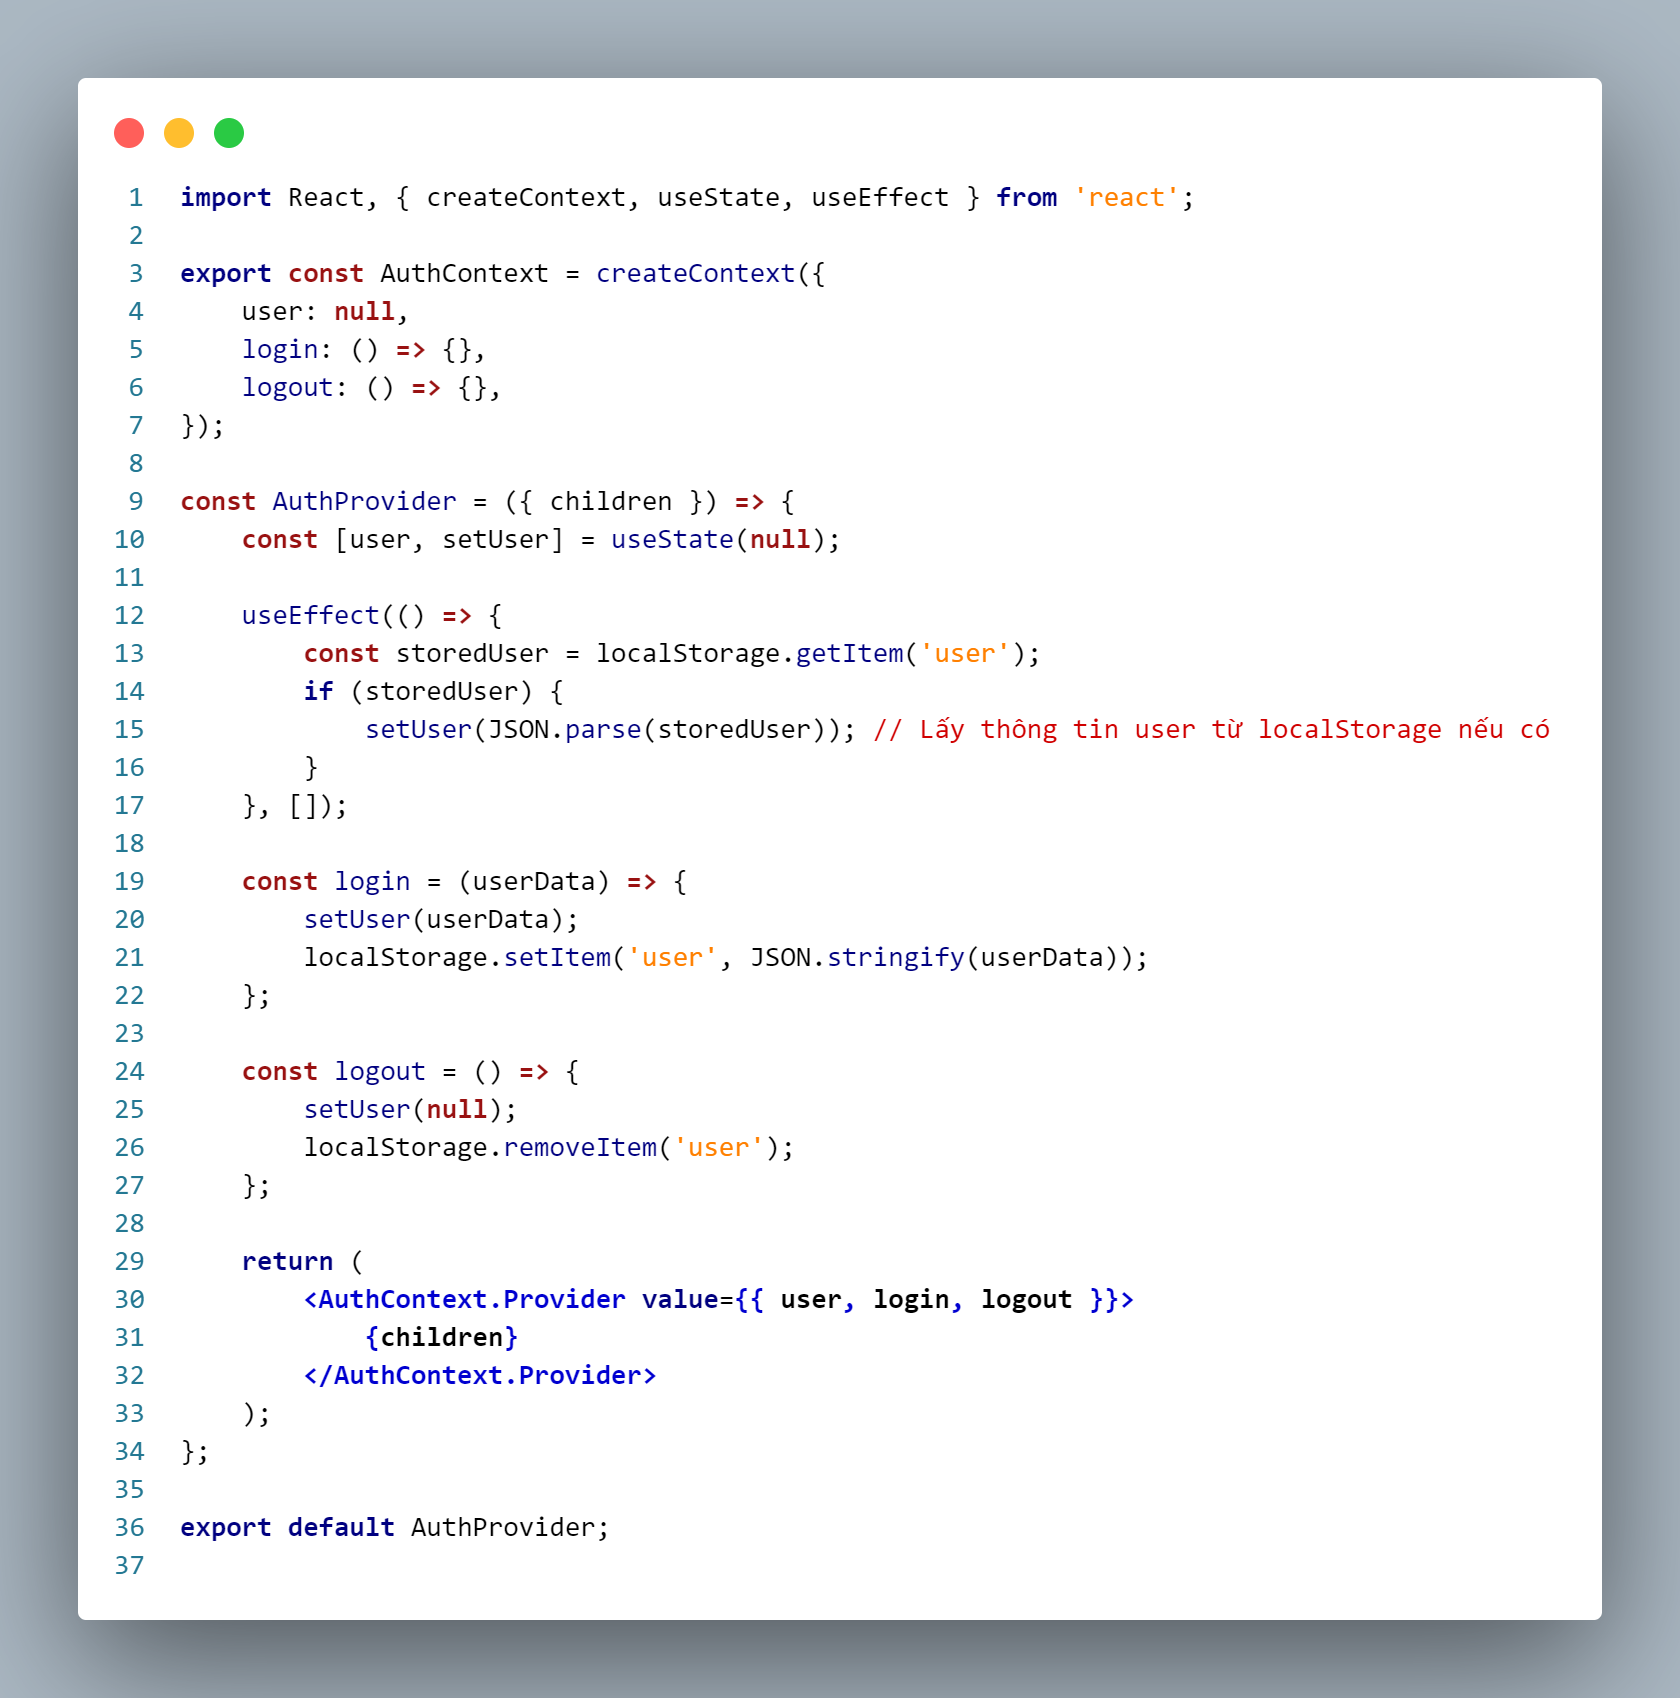 1 import React, { createContext, useState, useEffect } from 'react';
2
3 export const AuthContext = createContext({
4     user: null,
5     login: () => {},
6     logout: () => {},
7 });
8
9 const AuthProvider = ({ children }) => {
10     const [user, setUser] = useState(null);
11
12     useEffect(() => {
13         const storedUser = localStorage.getItem('user');
14         if (storedUser) {
15             setUser(JSON.parse(storedUser)); // Lấy thông tin user từ localStorage nếu có
16         }
17     }, []);
18
19     const login = (userData) => {
20         setUser(userData);
21         localStorage.setItem('user', JSON.stringify(userData));
22     };
23
24     const logout = () => {
25         setUser(null);
26         localStorage.removeItem('user');
27     };
28
29     return (
30         <AuthContext.Provider value={{ user, login, logout }}>
31             {children}
32         </AuthContext.Provider>
33     );
34 };
35
36 export default AuthProvider;
37